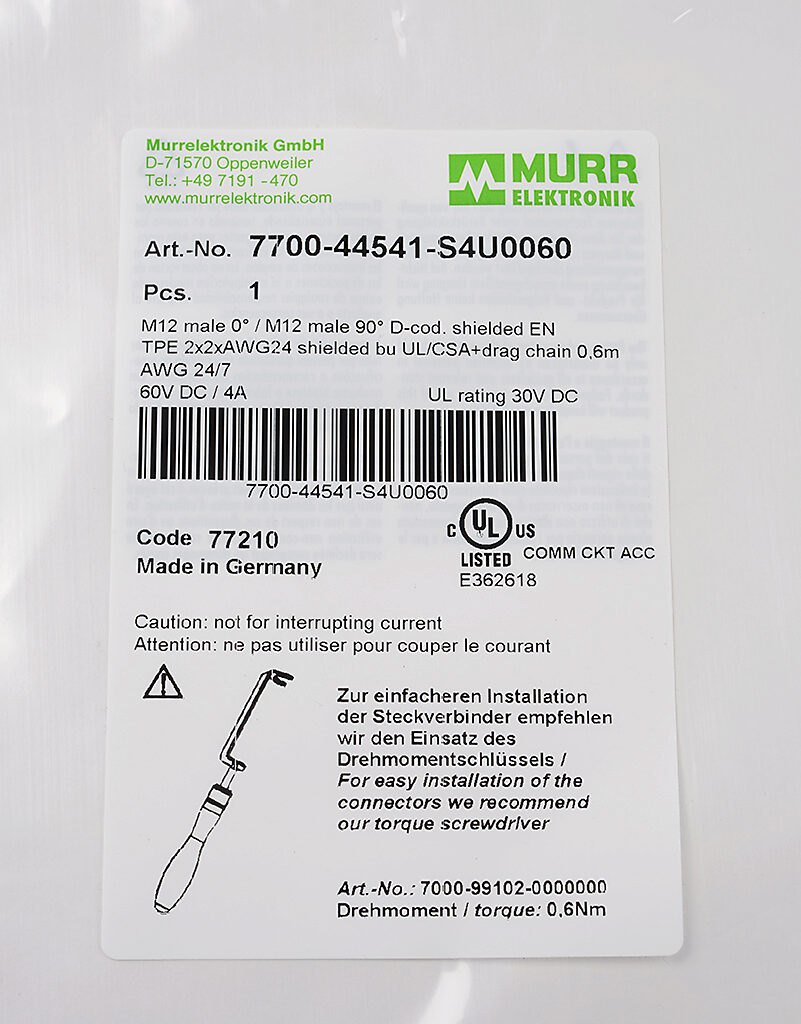 Murrelektronik GmbH
D-71570 Oppenweiler
Tel.: +49 7191 -470
www.murrelektronik.com
MURR
ELEKTRONIK
Art.-No. 7700-44541-S4U0060
Pcs. 1
M12 male 0° / M12 male 90° D-cod. shielded EN
TPE 2x2xAWG24 shielded bu UL/CSA+drag chain 0,6m
AWG 24/7
60V DC / 4A UL rating 30V DC
7700-44541-S4U0060
Code 77210
Made in Germany
C UL US
LISTED COMM CKT ACC
E362618
Caution: not for interrupting current
Attention: ne pas utiliser pour couper le courant
Zur einfacheren Installation
der Steckverbinder empfehlen
wir den Einsatz des
Drehmomentschlüssels /
For easy installation of the
connectors we recommend
our torque screwdriver
Art.-No.: 7000-99102-0000000
Drehmoment / torque: 0,6Nm